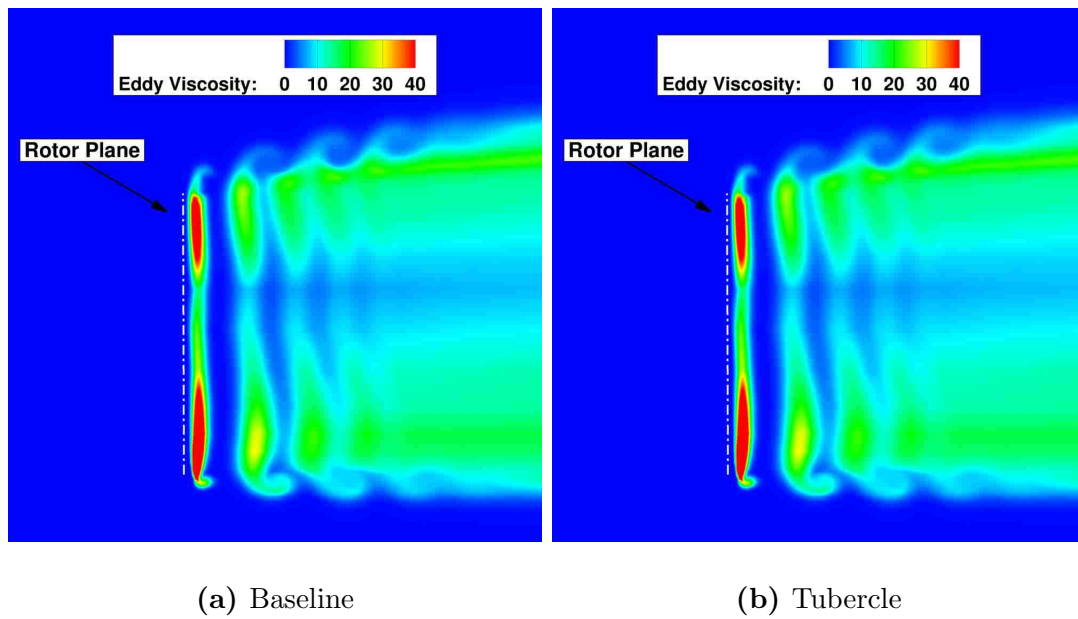 Eddy Viscosity: 0 10 20 30 40
Rotor Plane
(a) Baseline
Eddy Viscosity: 0 10 20 30 40
Rotor Plane
(b) Tubercle